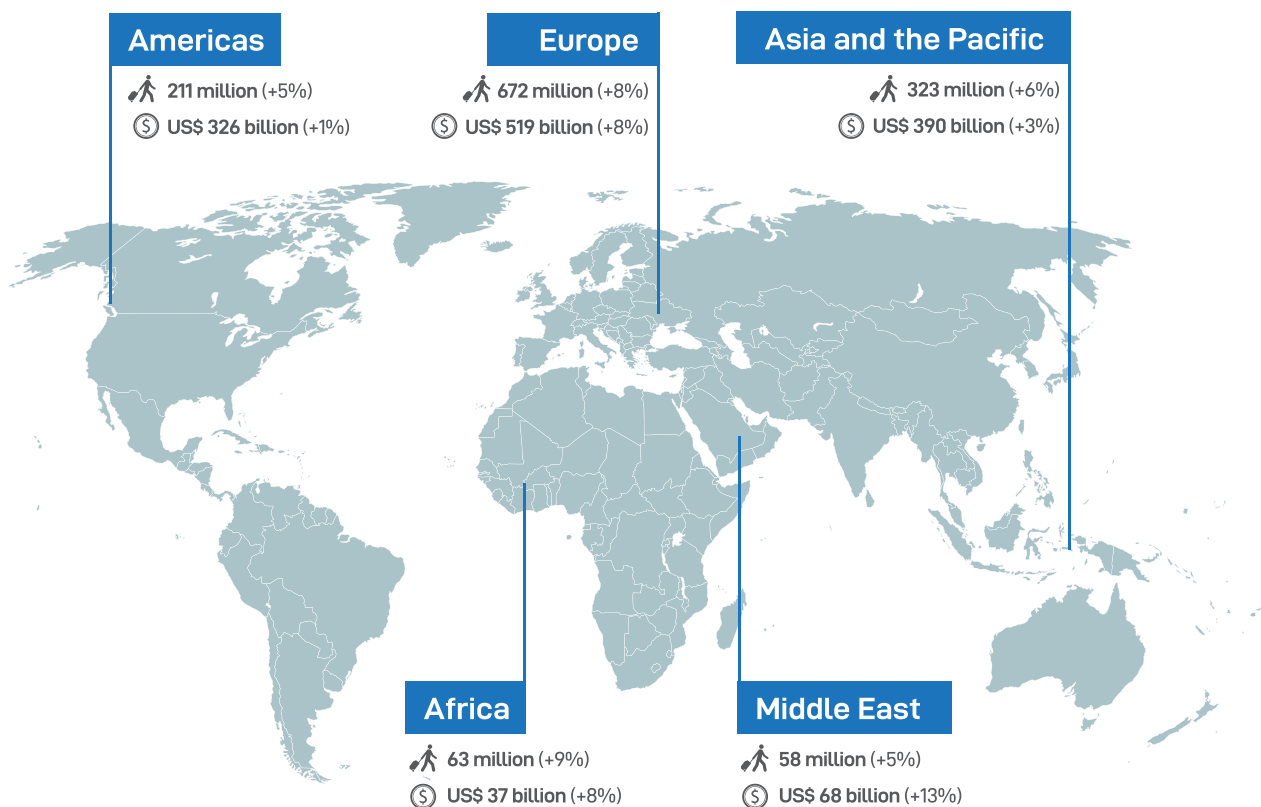 Americas
211 million (+5%)
US$ 326 billion (+1%)
Europe
672 million (+8%)
US$ 519 billion (+8%)
Asia and the Pacific
323 million (+6%)
US$ 390 billion (+3%)
Africa
63 million (+9%)
US$ 37 billion (+8%)
Middle East
58 million (+5%)
US$ 68 billion (+13%)